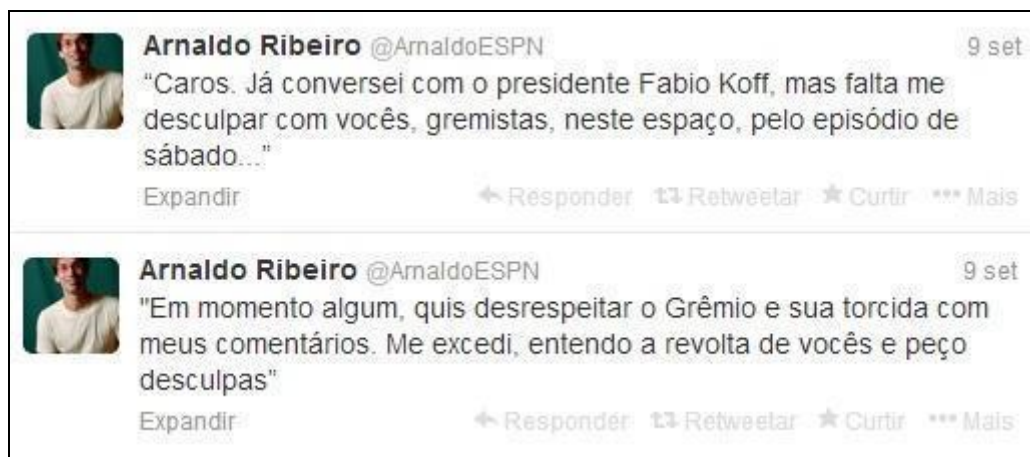 Arnaldo Ribeiro @ArnaldoESPN 9 set
“Caros. Já conversei com o presidente Fabio Koff, mas falta me
desculpar com vocês, gremistas, neste espaço, pelo episódio de
sábado...”
Expandir Responder Retweetar Curtir Mais
Arnaldo Ribeiro @ArnaldoESPN 9 set
"Em momento algum, quis desrespeitar o Grêmio e sua torcida com
meus comentários. Me excedi, entendo a revolta de vocês e peço
desculpas”
Expandir Responder Retweetar Curtir Mais